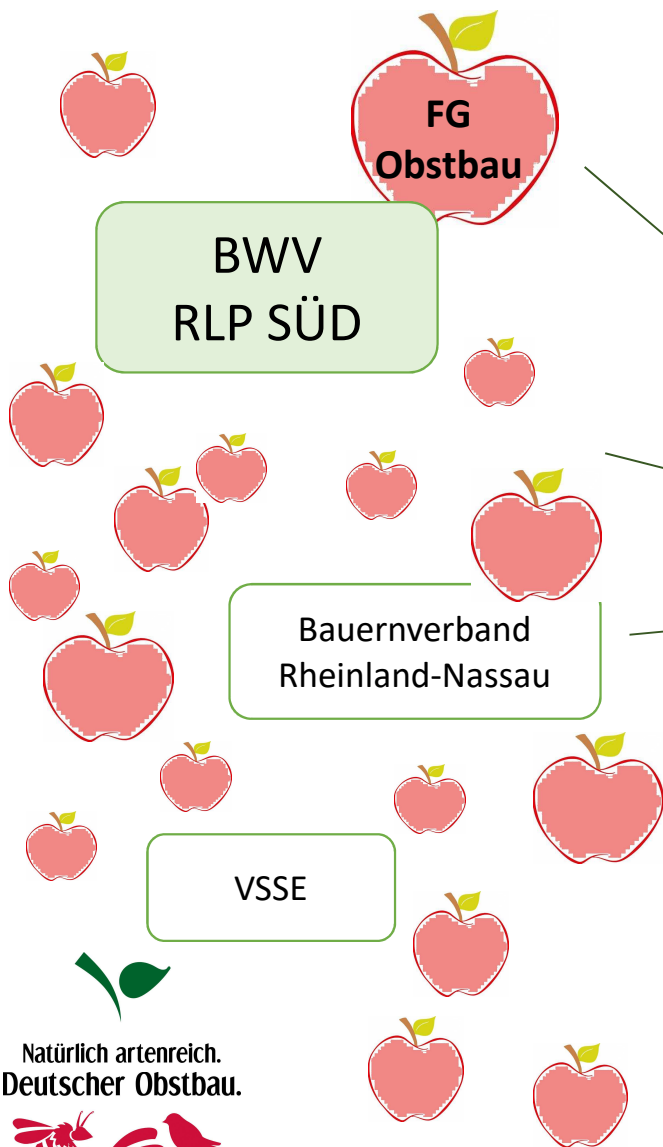 FG
Obstbau
BWV
RLP SÜD
Bauernverband
Rheinland-Nassau
VSSE
Natürlich artenreich.
Deutscher Obstbau.